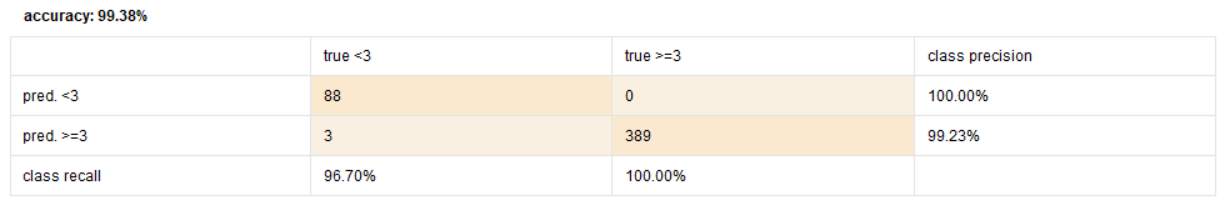 accuracy: 99.38%
true <3 true >=3 class precision
pred. <3 88 0 100.00%
pred. >=3 3 389 99.23%
class recall 96.70% 100.00%